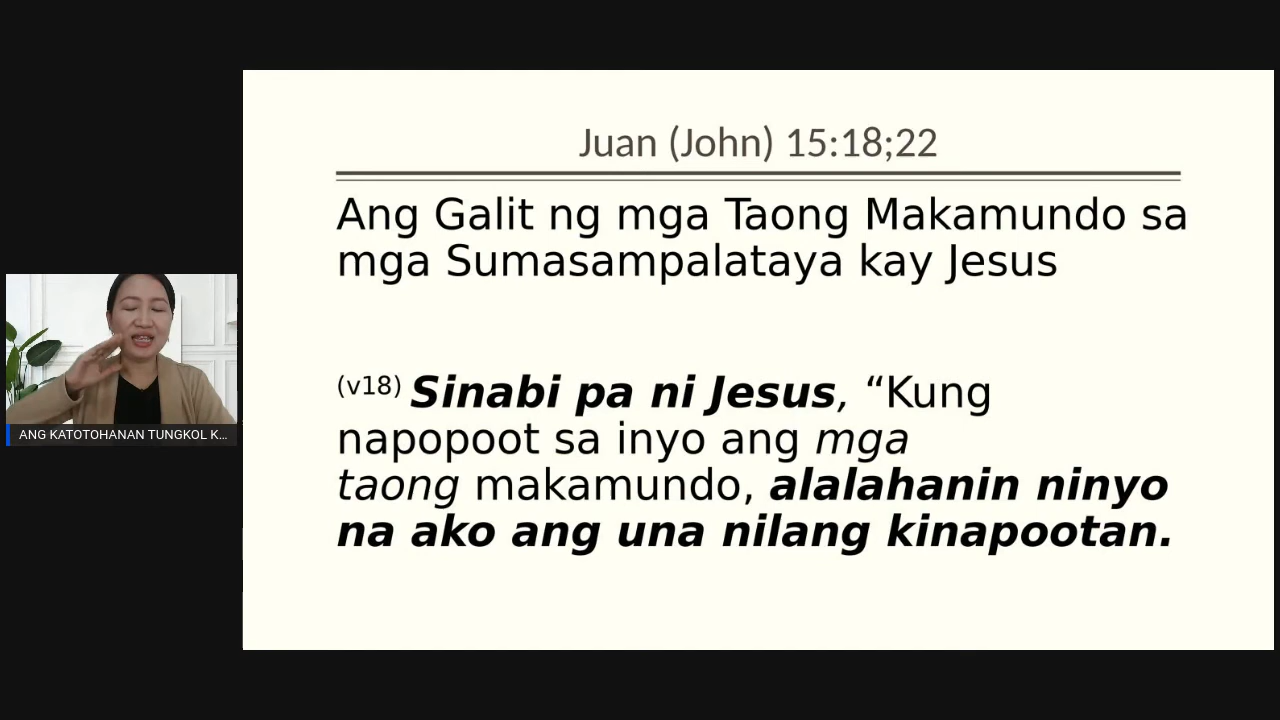 Juan (John) 15:18;22
Ang Galit ng mga Taong Makamundo sa
mga Sumasampalataya kay Jesus
(v18) Sinabi pa ni Jesus, “Kung
napopoot sa inyo ang mga
taong makamundo, alalahanin ninyo
na ako ang una nilang kinapootan.
ANG KATOTOHANAN TUNGKOL K...